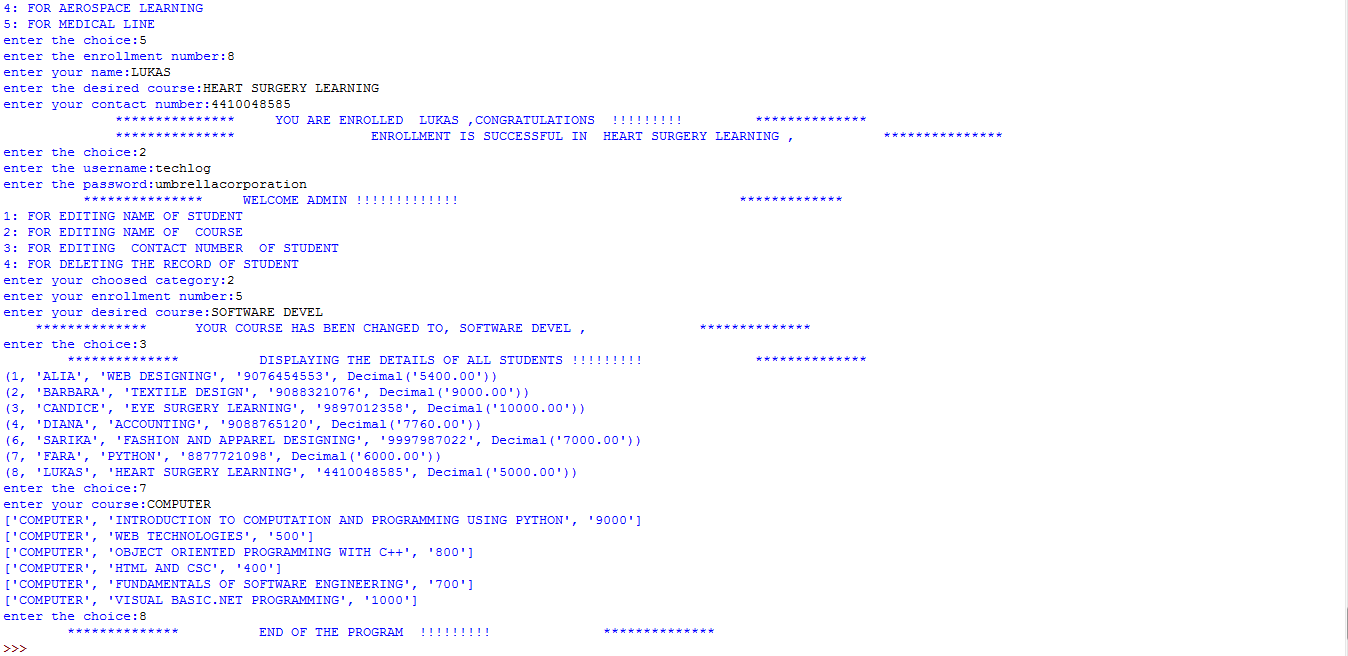 4: FOR AEROSPACE LEARNING
5: FOR MEDICAL LINE
enter the choice:5
enter the enrollment number:8
enter your name:LUKAS
enter the desired course:HEART SURGERY LEARNING
enter your contact number:4410048585
*************** YOU ARE ENROLLED  LUKAS ,CONGRATULATIONS  !!!!!!!!! **************
*************** ENROLLMENT IS SUCCESSFUL IN  HEART SURGERY LEARNING , ***************
enter the choice:2
enter the username:techlog
enter the password:umbrellacorporation
*************** WELCOME ADMIN !!!!!!!!!!!!! *************
1: FOR EDITING NAME OF STUDENT
2: FOR EDITING NAME OF  COURSE
3: FOR EDITING  CONTACT NUMBER  OF STUDENT
4: FOR DELETING THE RECORD OF STUDENT
enter your choosed category:2
enter your enrollment number:5
enter your desired course:SOFTWARE DEVEL
************** YOUR COURSE HAS BEEN CHANGED TO, SOFTWARE DEVEL , **************
enter the choice:3
************** DISPLAYING THE DETAILS OF ALL STUDENTS !!!!!!!!! **************
(1, 'ALIA', 'WEB DESIGNING', '9076454553', Decimal('5400.00'))
(2, 'BARBARA', 'TEXTILE DESIGN', '9088321076', Decimal('9000.00'))
(3, 'CANDICE', 'EYE SURGERY LEARNING', '9897012358', Decimal('10000.00'))
(4, 'DIANA', 'ACCOUNTING', '9088765120', Decimal('7760.00'))
(6, 'SARIKA', 'FASHION AND APPAREL DESIGNING', '9997987022', Decimal('7000.00'))
(7, 'FARA', 'PYTHON', '8877721098', Decimal('6000.00'))
(8, 'LUKAS', 'HEART SURGERY LEARNING', '4410048585', Decimal('5000.00'))
enter the choice:7
enter your course:COMPUTER
['COMPUTER', 'INTRODUCTION TO COMPUTATION AND PROGRAMMING USING PYTHON', '9000']
['COMPUTER', 'WEB TECHNOLOGIES', '500']
['COMPUTER', 'OBJECT ORIENTED PROGRAMMING WITH C++', '800']
['COMPUTER', 'HTML AND CSC', '400']
['COMPUTER', 'FUNDAMENTALS OF SOFTWARE ENGINEERING', '700']
['COMPUTER', 'VISUAL BASIC.NET PROGRAMMING', '1000']
enter the choice:8
************** END OF THE PROGRAM  !!!!!!!!! **************
>>>